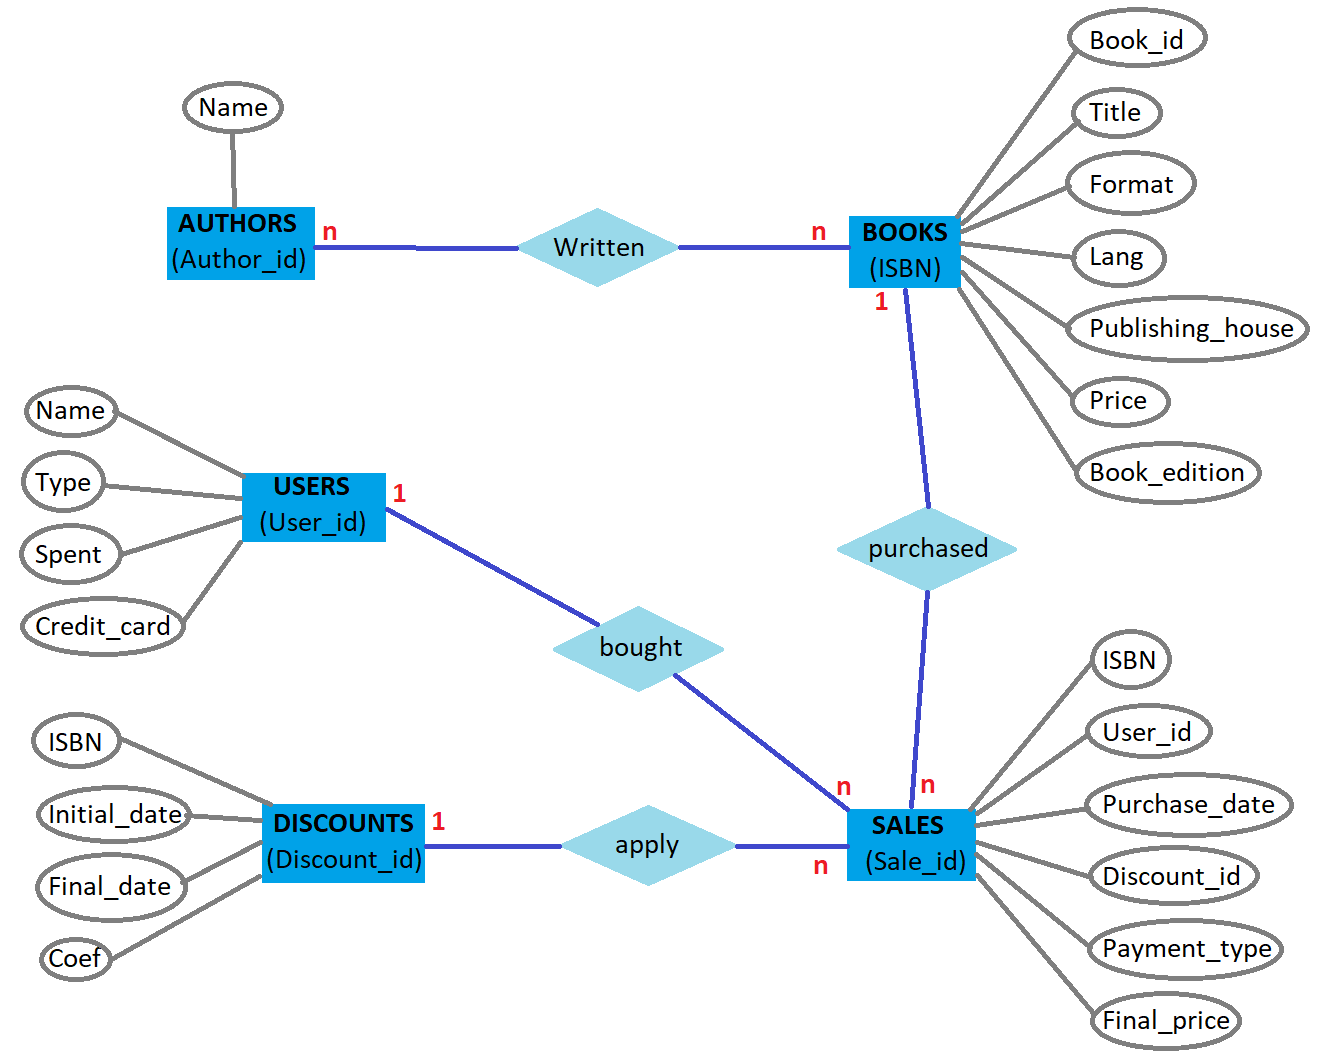 Book_id
Name
Title
Format
AUTHORS
(Author_id)
n
Written
n
BOOKS
(ISBN)
Lang
1
Publishing_house
Price
Name
Book_edition
Type
USERS
(User_id)
1
Spent
purchased
Credit_card
bought
ISBN
User_id
ISBN
n
n
Purchase_date
Initial_date
DISCOUNTS
(Discount_id)
1
apply
n
SALES
(Sale_id)
Final_date
Discount_id
Coef
Payment_type
Final_price